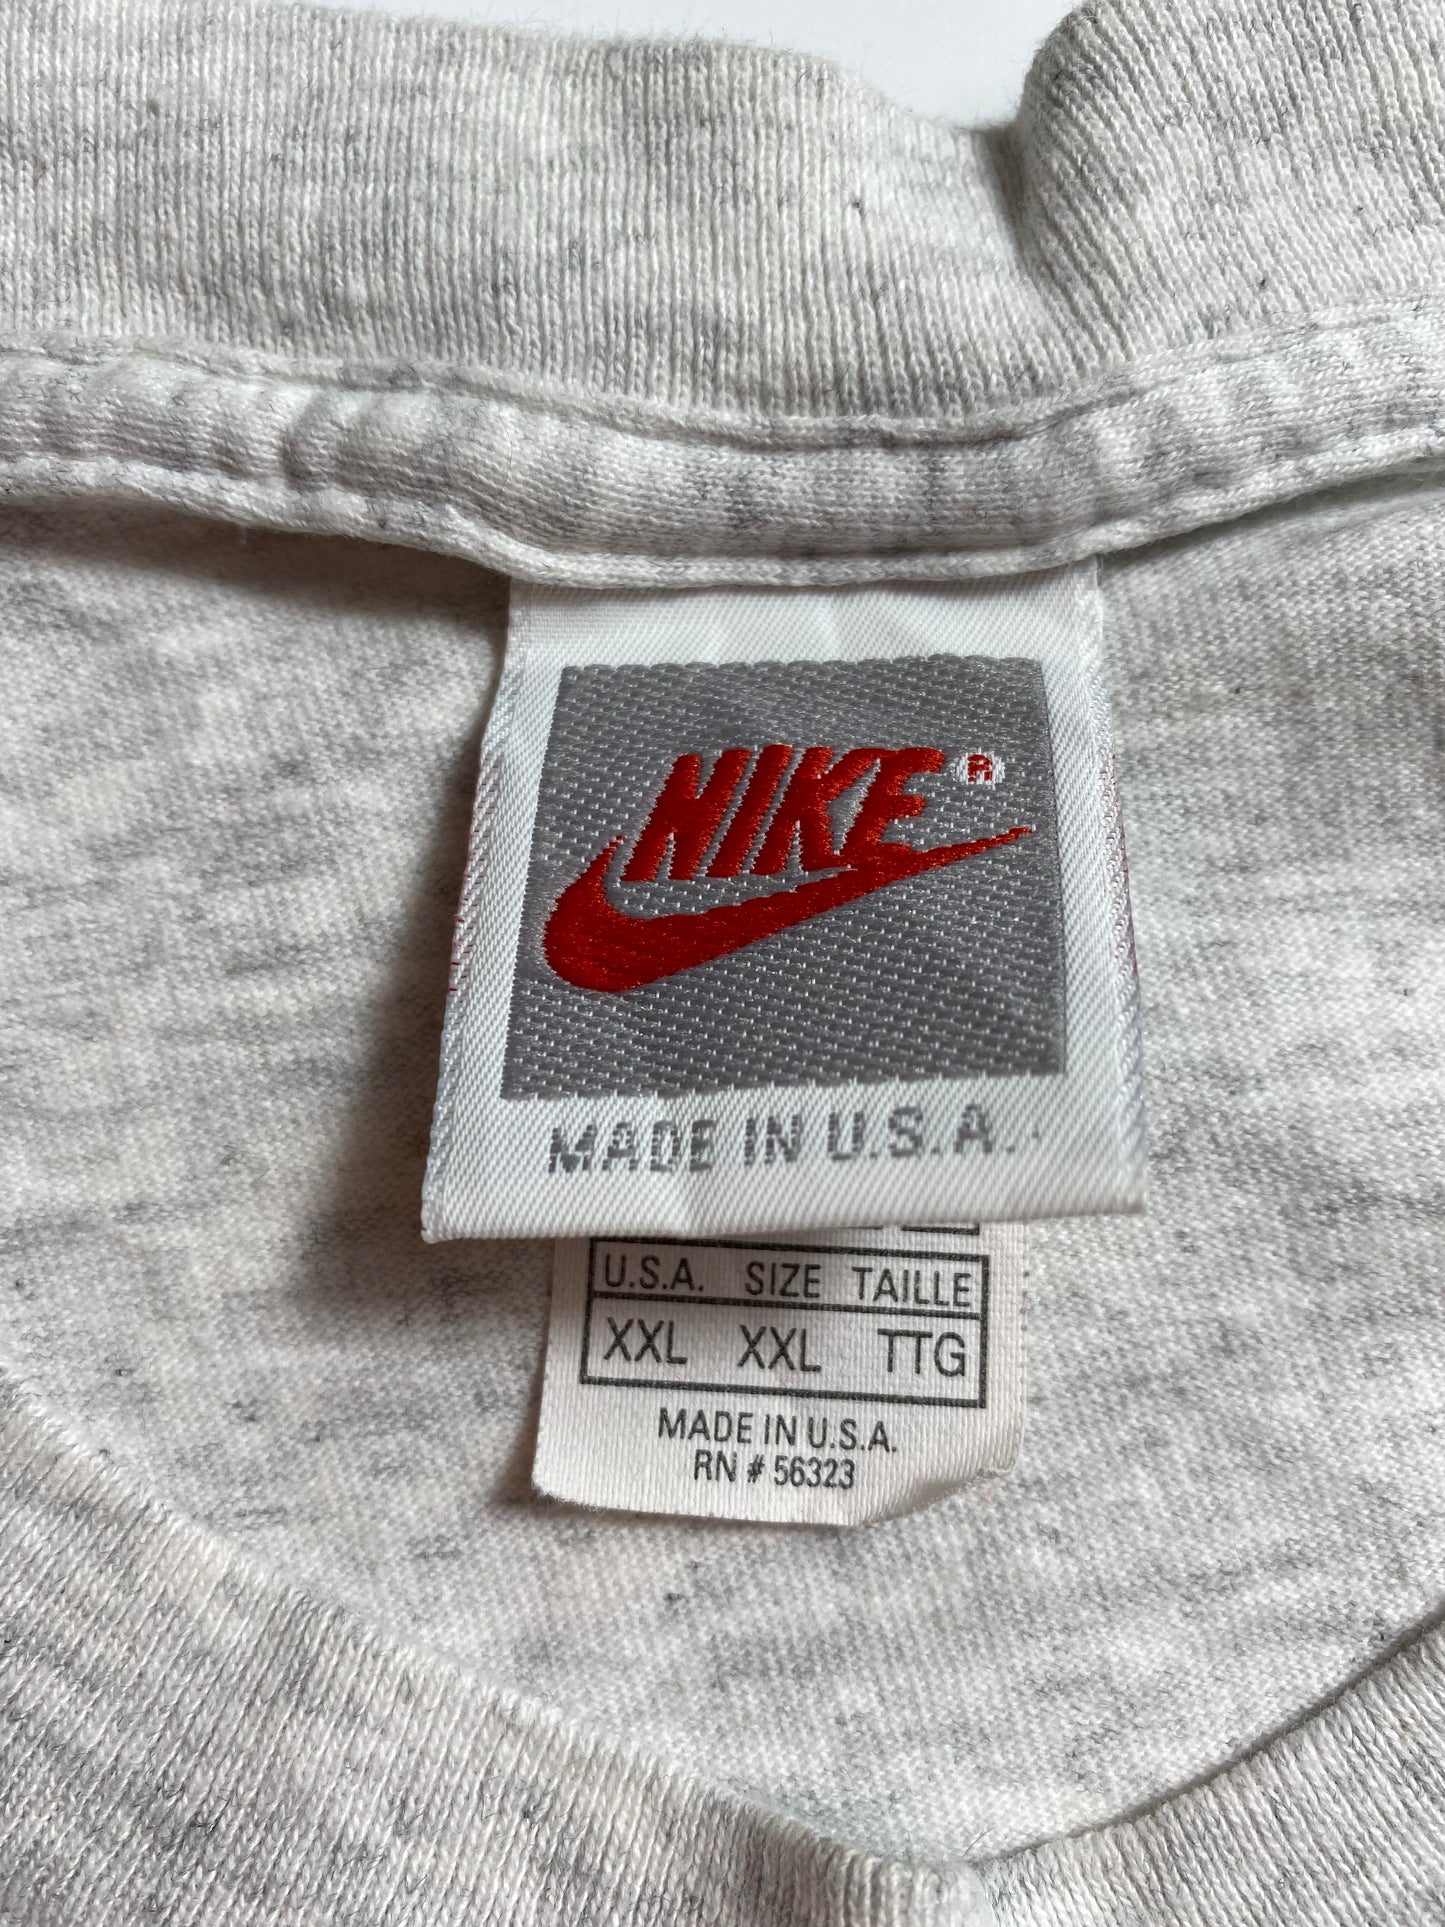 NIKE ®
MADE IN U.S.A.
U.S.A. SIZE TAILLE
XXL XXL TTG
MADE IN U.S.A.
RN # 56323